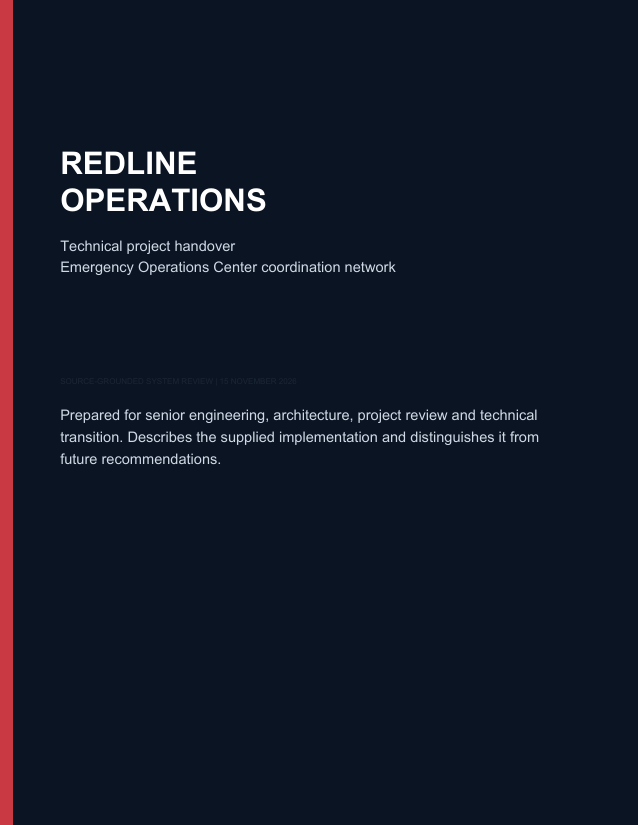 REDLINE
OPERATIONS
Technical project handover
Emergency Operations Center coordination network
SOURCE-GROUNDED SYSTEM REVIEW | 15 NOVEMBER 2026
Prepared for senior engineering, architecture, project review and technical
transition. Describes the supplied implementation and distinguishes it from
future recommendations.